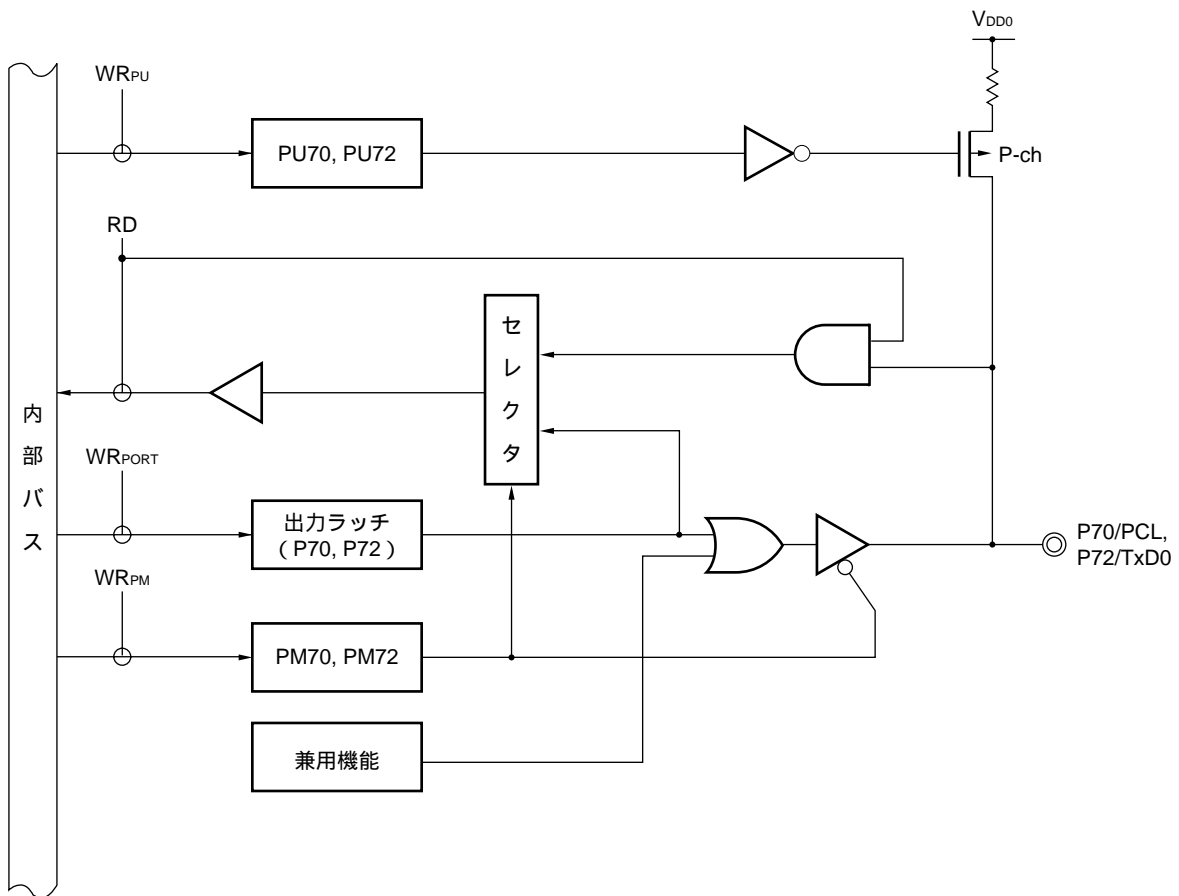 VDD0
WRPU
PU70, PU72
P-ch
RD
セレクタ
内部バス
WRPORT
出力ラッチ
（P70, P72）
P70/PCL,
P72/TxD0
WRPM
PM70, PM72
兼用機能